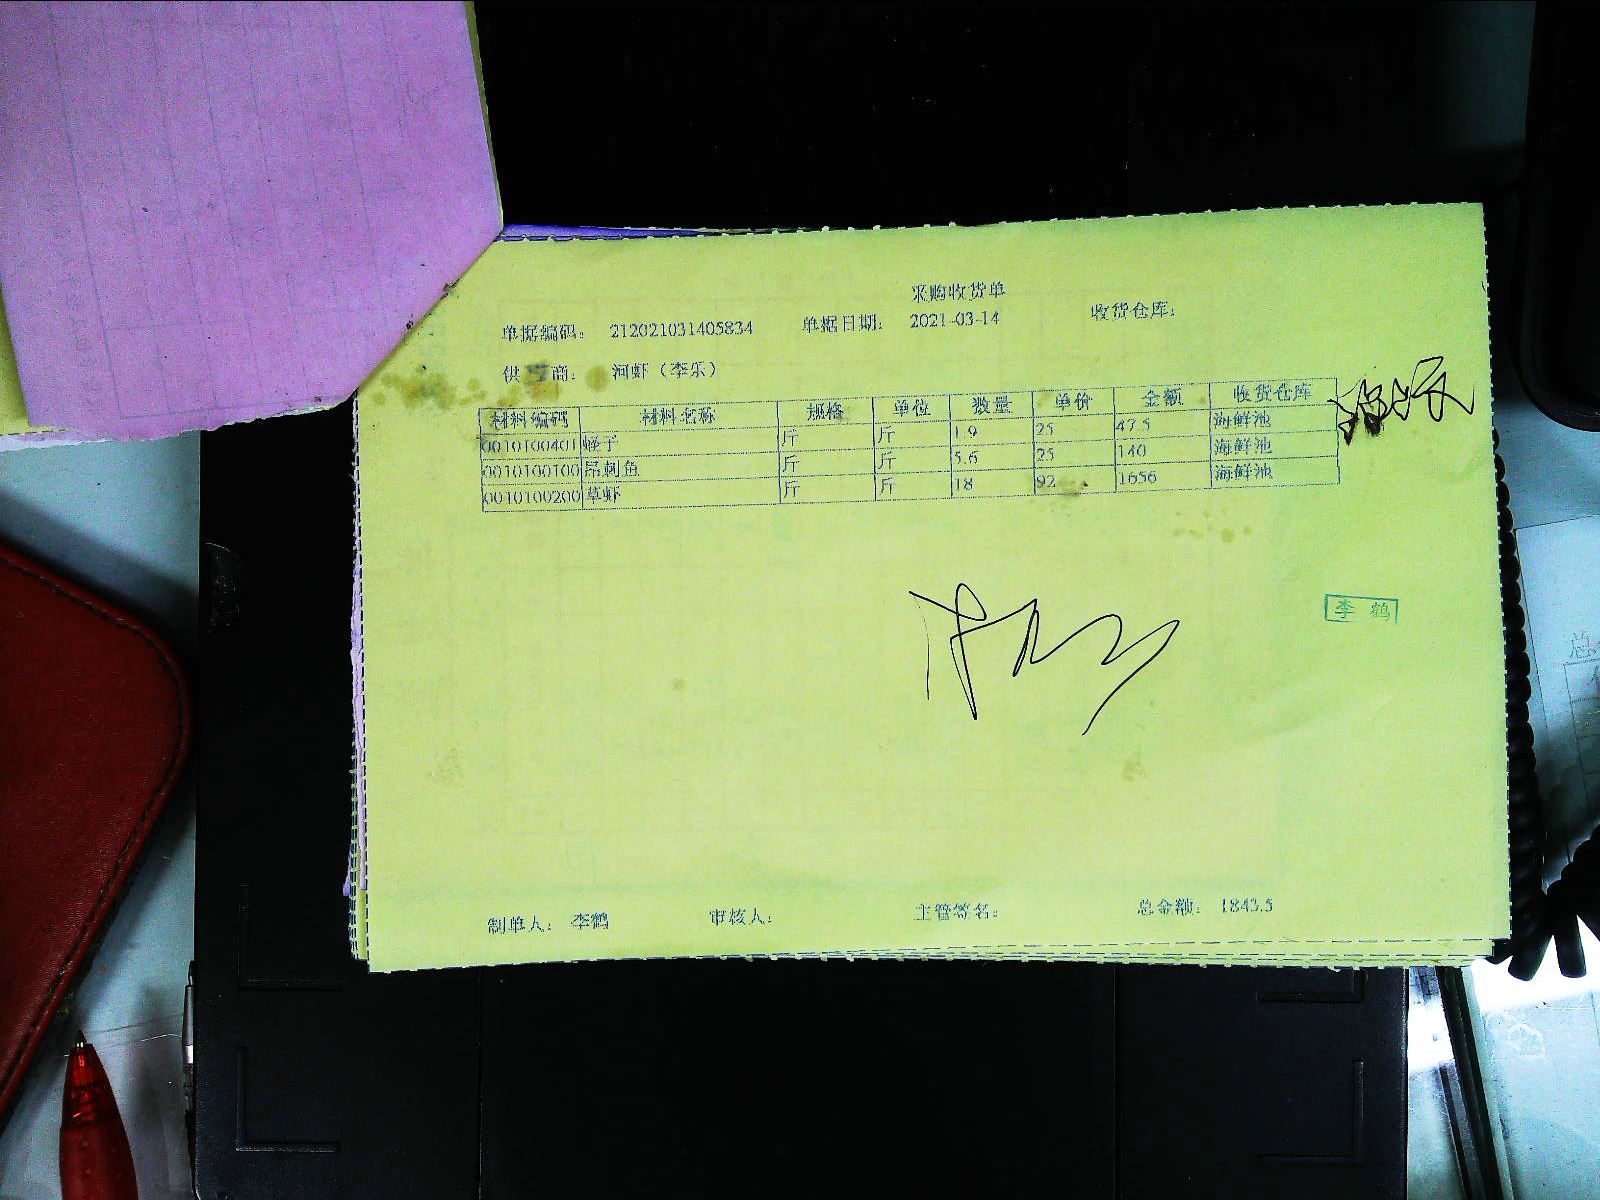 采购收货单
单据编码： 212021031405834 单据日期： 2021-03-14 收货仓库：
供 商： 河虾（李乐）
材料编码 材料名称 规格 单位 数量 单价 金额 收货仓库
0010100401 蛏子 斤 斤 1.9 25 47.5 海鲜池
0010100100 昂刺鱼 斤 斤 5.6 25 140 海鲜池
0010100200 草虾 斤 斤 18 92 1656 海鲜池
李鹤
总
制单人： 李鹤 审核人： 主管签名： 总金额： 1843.5